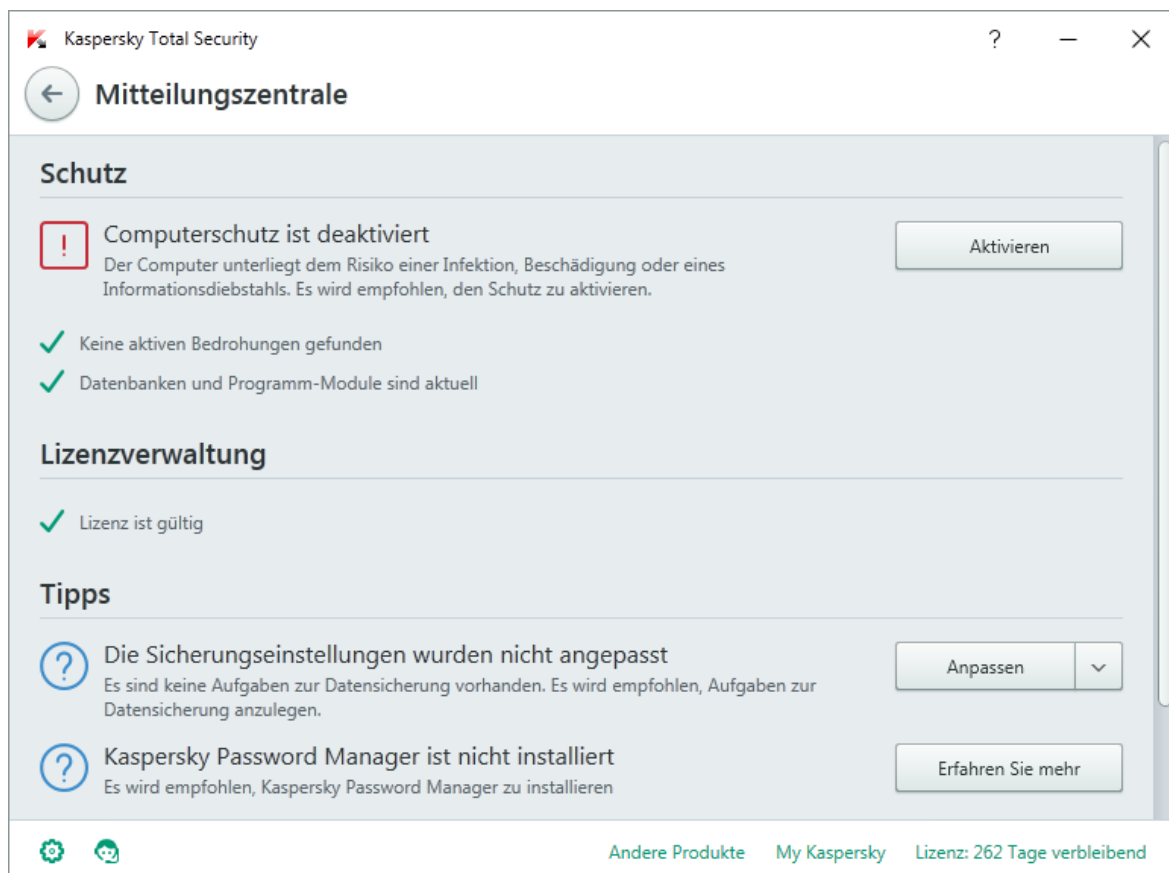 Kaspersky Total Security
Mitteilungszentrale
Schutz
Computerschutz ist deaktiviert
Der Computer unterliegt dem Risiko einer Infektion, Beschädigung oder eines
Informationsdiebstahls. Es wird empfohlen, den Schutz zu aktivieren.
Aktivieren
Keine aktiven Bedrohungen gefunden
Datenbanken und Programm-Module sind aktuell
Lizenzverwaltung
Lizenz ist gültig
Tipps
Die Sicherungseinstellungen wurden nicht angepasst
Es sind keine Aufgaben zur Datensicherung vorhanden. Es wird empfohlen, Aufgaben zur
Datensicherung anzulegen.
Anpassen
Kaspersky Password Manager ist nicht installiert
Es wird empfohlen, Kaspersky Password Manager zu installieren
Erfahren Sie mehr
Andere Produkte My Kaspersky Lizenz: 262 Tage verbleibend